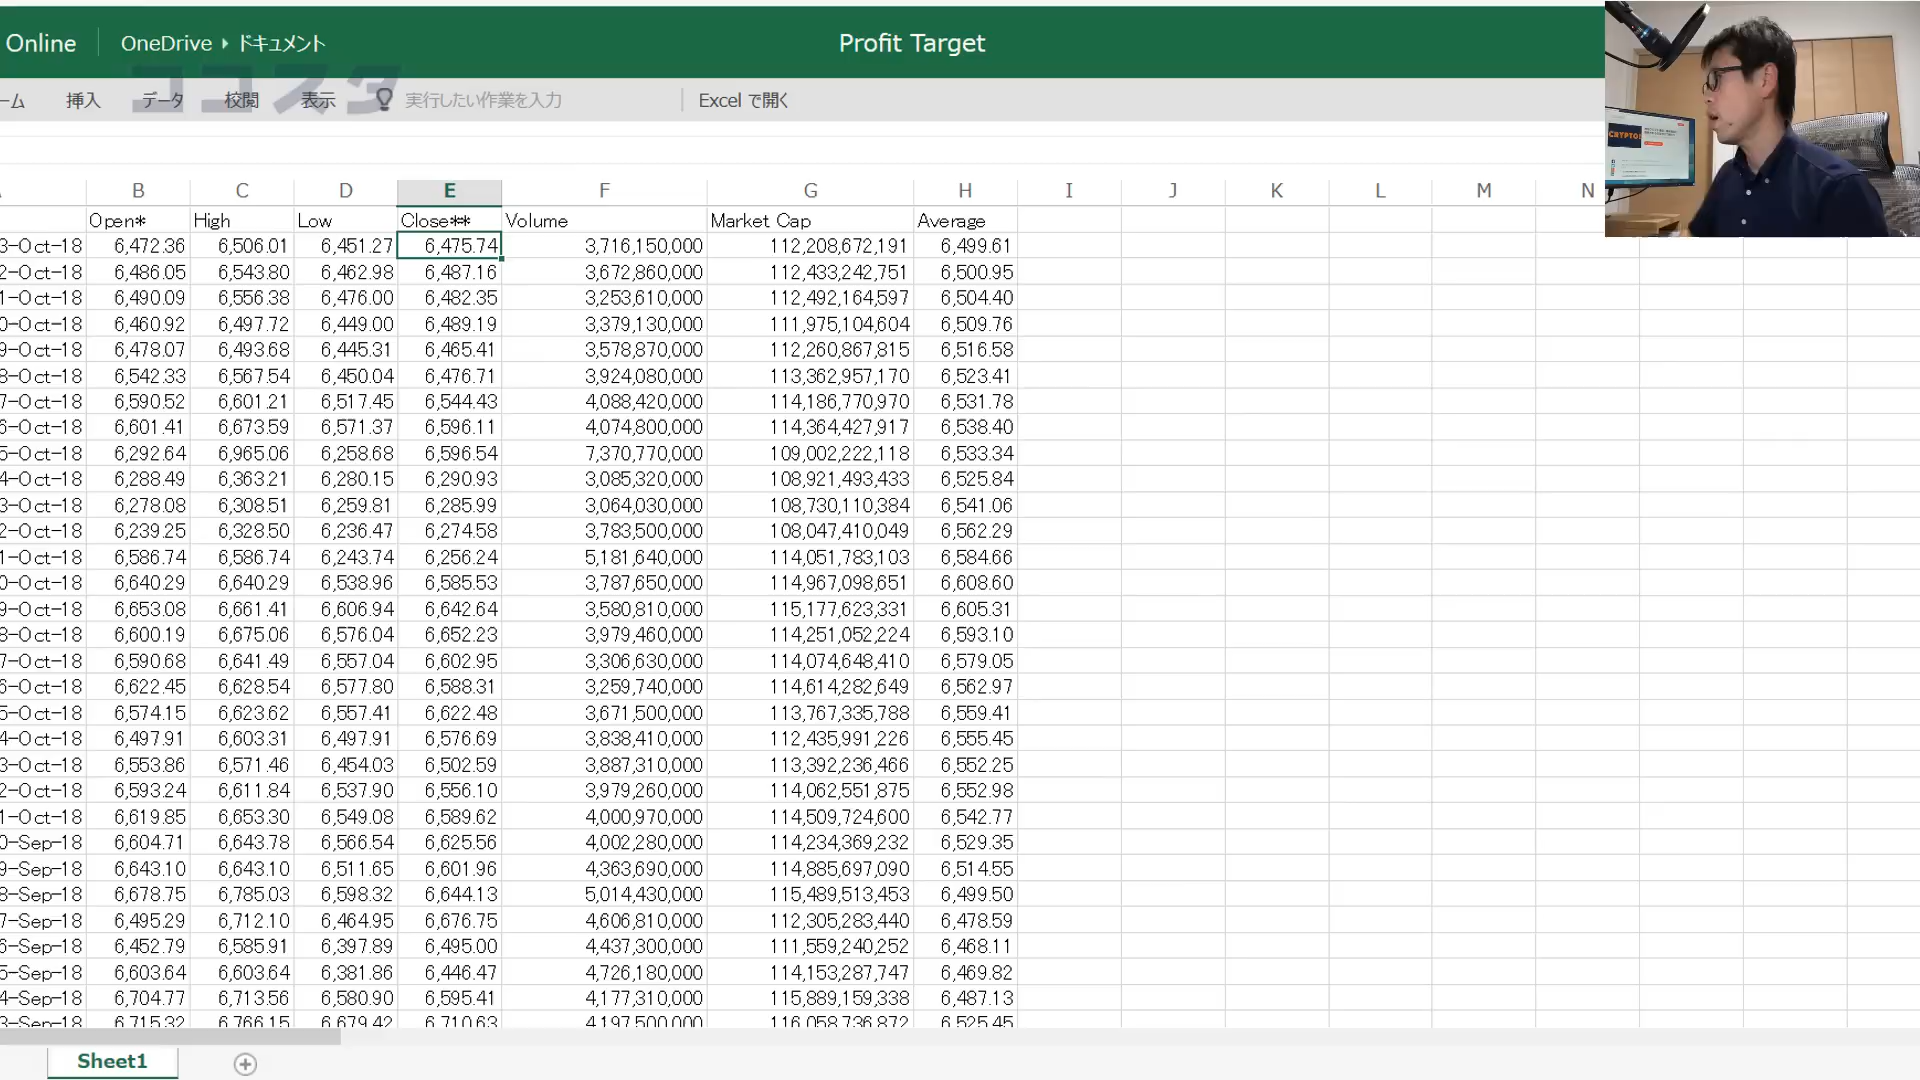 Online OneDrive ドキュメント Profit Target
ーム 挿入 データ 校閲 表示 実行したい作業を入力 Excel で開く
ココスタ
CRYPTO
B C D E F G H I J K L M N
Open* High Low Close** Volume Market Cap Average
3-Oct-18 6,472.36 6,506.01 6,451.27 6,475.74 3,716,150,000 112,208,672,191 6,499.61
2-Oct-18 6,486.05 6,543.80 6,462.98 6,487.16 3,672,860,000 112,433,242,751 6,500.95
1-Oct-18 6,490.09 6,556.38 6,476.00 6,482.35 3,253,610,000 112,492,164,597 6,504.40
0-Oct-18 6,460.92 6,497.72 6,449.00 6,489.19 3,379,130,000 111,975,104,604 6,509.76
9-Oct-18 6,478.07 6,493.68 6,445.31 6,465.41 3,578,870,000 112,260,867,815 6,516.58
8-Oct-18 6,542.33 6,567.54 6,450.04 6,476.71 3,924,080,000 113,362,957,170 6,523.41
7-Oct-18 6,590.52 6,601.21 6,517.45 6,544.43 4,088,420,000 114,186,770,970 6,531.78
6-Oct-18 6,601.41 6,673.59 6,571.37 6,596.11 4,074,800,000 114,364,427,917 6,538.40
5-Oct-18 6,292.64 6,965.06 6,258.68 6,596.54 7,370,770,000 109,002,222,118 6,533.34
4-Oct-18 6,288.49 6,363.21 6,280.15 6,290.93 3,085,320,000 108,921,493,433 6,525.84
3-Oct-18 6,278.08 6,308.51 6,259.81 6,285.99 3,064,030,000 108,730,110,384 6,541.06
2-Oct-18 6,239.25 6,328.50 6,236.47 6,274.58 3,783,500,000 108,047,410,049 6,562.29
1-Oct-18 6,586.74 6,586.74 6,243.74 6,256.24 5,181,640,000 114,051,783,103 6,584.66
0-Oct-18 6,640.29 6,640.29 6,538.96 6,585.53 3,787,650,000 114,967,098,651 6,608.60
9-Oct-18 6,653.08 6,661.41 6,606.94 6,642.64 3,580,810,000 115,177,623,331 6,605.31
8-Oct-18 6,600.19 6,675.06 6,576.04 6,652.23 3,979,460,000 114,251,052,224 6,593.10
7-Oct-18 6,590.68 6,641.49 6,557.04 6,602.95 3,306,630,000 114,074,648,410 6,579.05
6-Oct-18 6,622.45 6,628.54 6,577.80 6,588.31 3,259,740,000 114,614,282,649 6,562.97
5-Oct-18 6,574.15 6,623.62 6,557.41 6,622.48 3,671,500,000 113,767,335,788 6,559.41
4-Oct-18 6,497.91 6,603.31 6,497.91 6,576.69 3,838,410,000 112,435,991,226 6,555.45
3-Oct-18 6,553.86 6,571.46 6,454.03 6,502.59 3,887,310,000 113,392,236,466 6,552.25
2-Oct-18 6,593.24 6,611.84 6,537.90 6,556.10 3,979,260,000 114,062,551,875 6,552.98
1-Oct-18 6,619.85 6,653.30 6,549.08 6,589.62 4,000,970,000 114,509,724,600 6,542.77
0-Sep-18 6,604.71 6,643.78 6,566.54 6,625.56 4,002,280,000 114,234,369,232 6,529.35
9-Sep-18 6,643.10 6,643.10 6,511.65 6,601.96 4,363,690,000 114,885,697,090 6,514.55
8-Sep-18 6,678.75 6,785.03 6,598.32 6,644.13 5,014,430,000 115,489,513,453 6,499.50
7-Sep-18 6,495.29 6,712.10 6,464.95 6,676.75 4,606,810,000 112,305,283,440 6,478.59
6-Sep-18 6,452.79 6,585.91 6,397.89 6,495.00 4,437,300,000 111,559,240,252 6,468.11
5-Sep-18 6,603.64 6,603.64 6,381.86 6,446.47 4,726,180,000 114,153,287,747 6,469.82
4-Sep-18 6,704.77 6,713.56 6,580.90 6,595.41 4,177,310,000 115,889,159,338 6,487.13
3-Sep-18 6,715.32 6,766.15 6,679.42 6,710.63 4,197,500,000 116,058,736,872 6,525.45
Sheet1